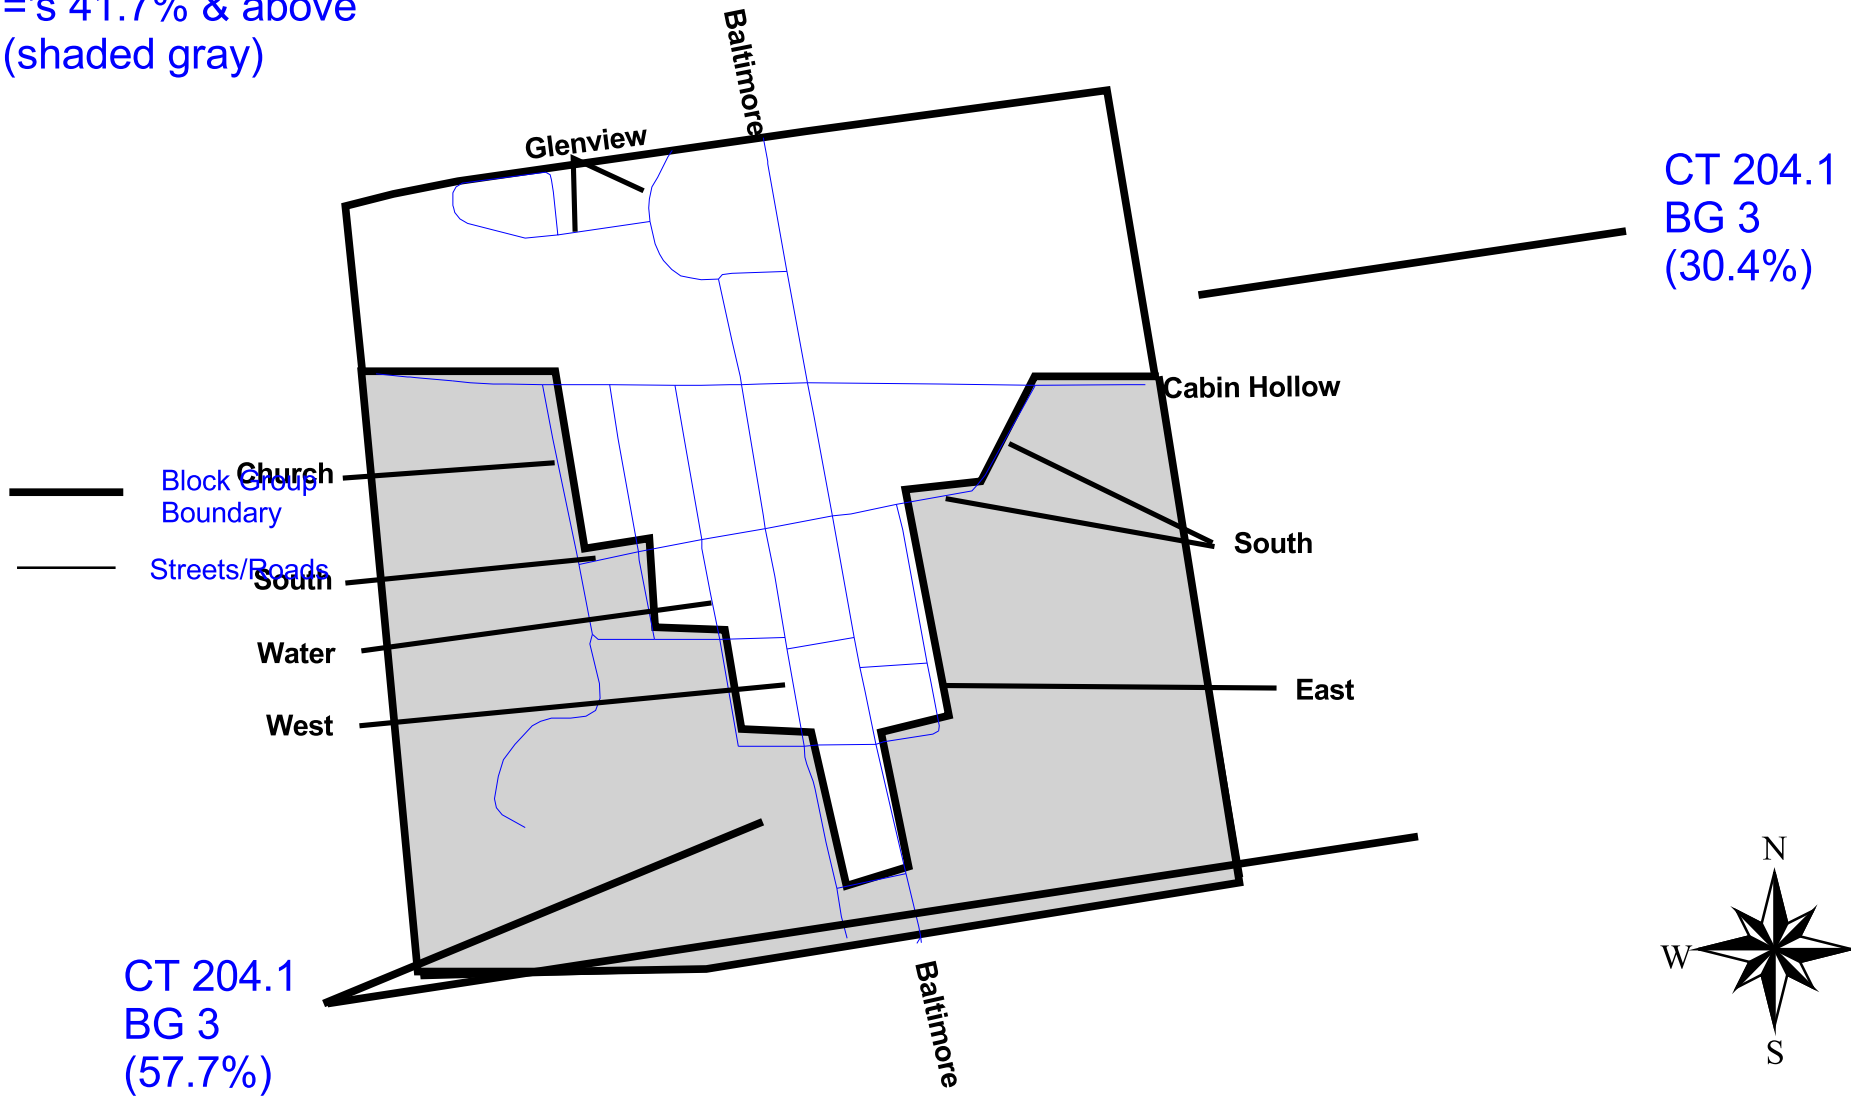 ='s 41.7% & above
(shaded gray)
Baltimore
Glenview
CT 204.1
BG 3
(30.4%)
Cabin Hollow
Church
Block Group
Boundary
South
Streets/Roads
South
Water
East
West
CT 204.1
BG 3
(57.7%)
Baltimore
N
W
S